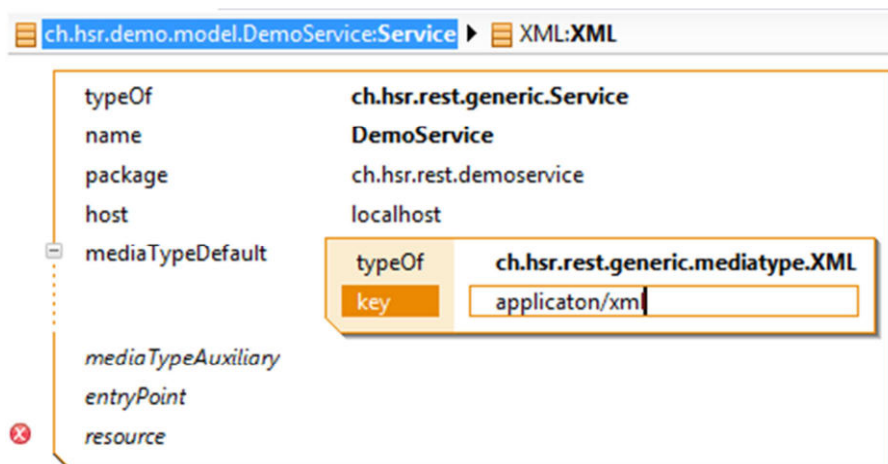 ch.hsr.demo.model.DemoService:Service XML:XML
typeOf ch.hsr.rest.generic.Service
name DemoService
package ch.hsr.rest.demoservice
host localhost
mediaTypeDefault
typeOf ch.hsr.rest.generic.mediatype.XML
key applicaton/xml
mediaTypeAuxiliary
entryPoint
resource